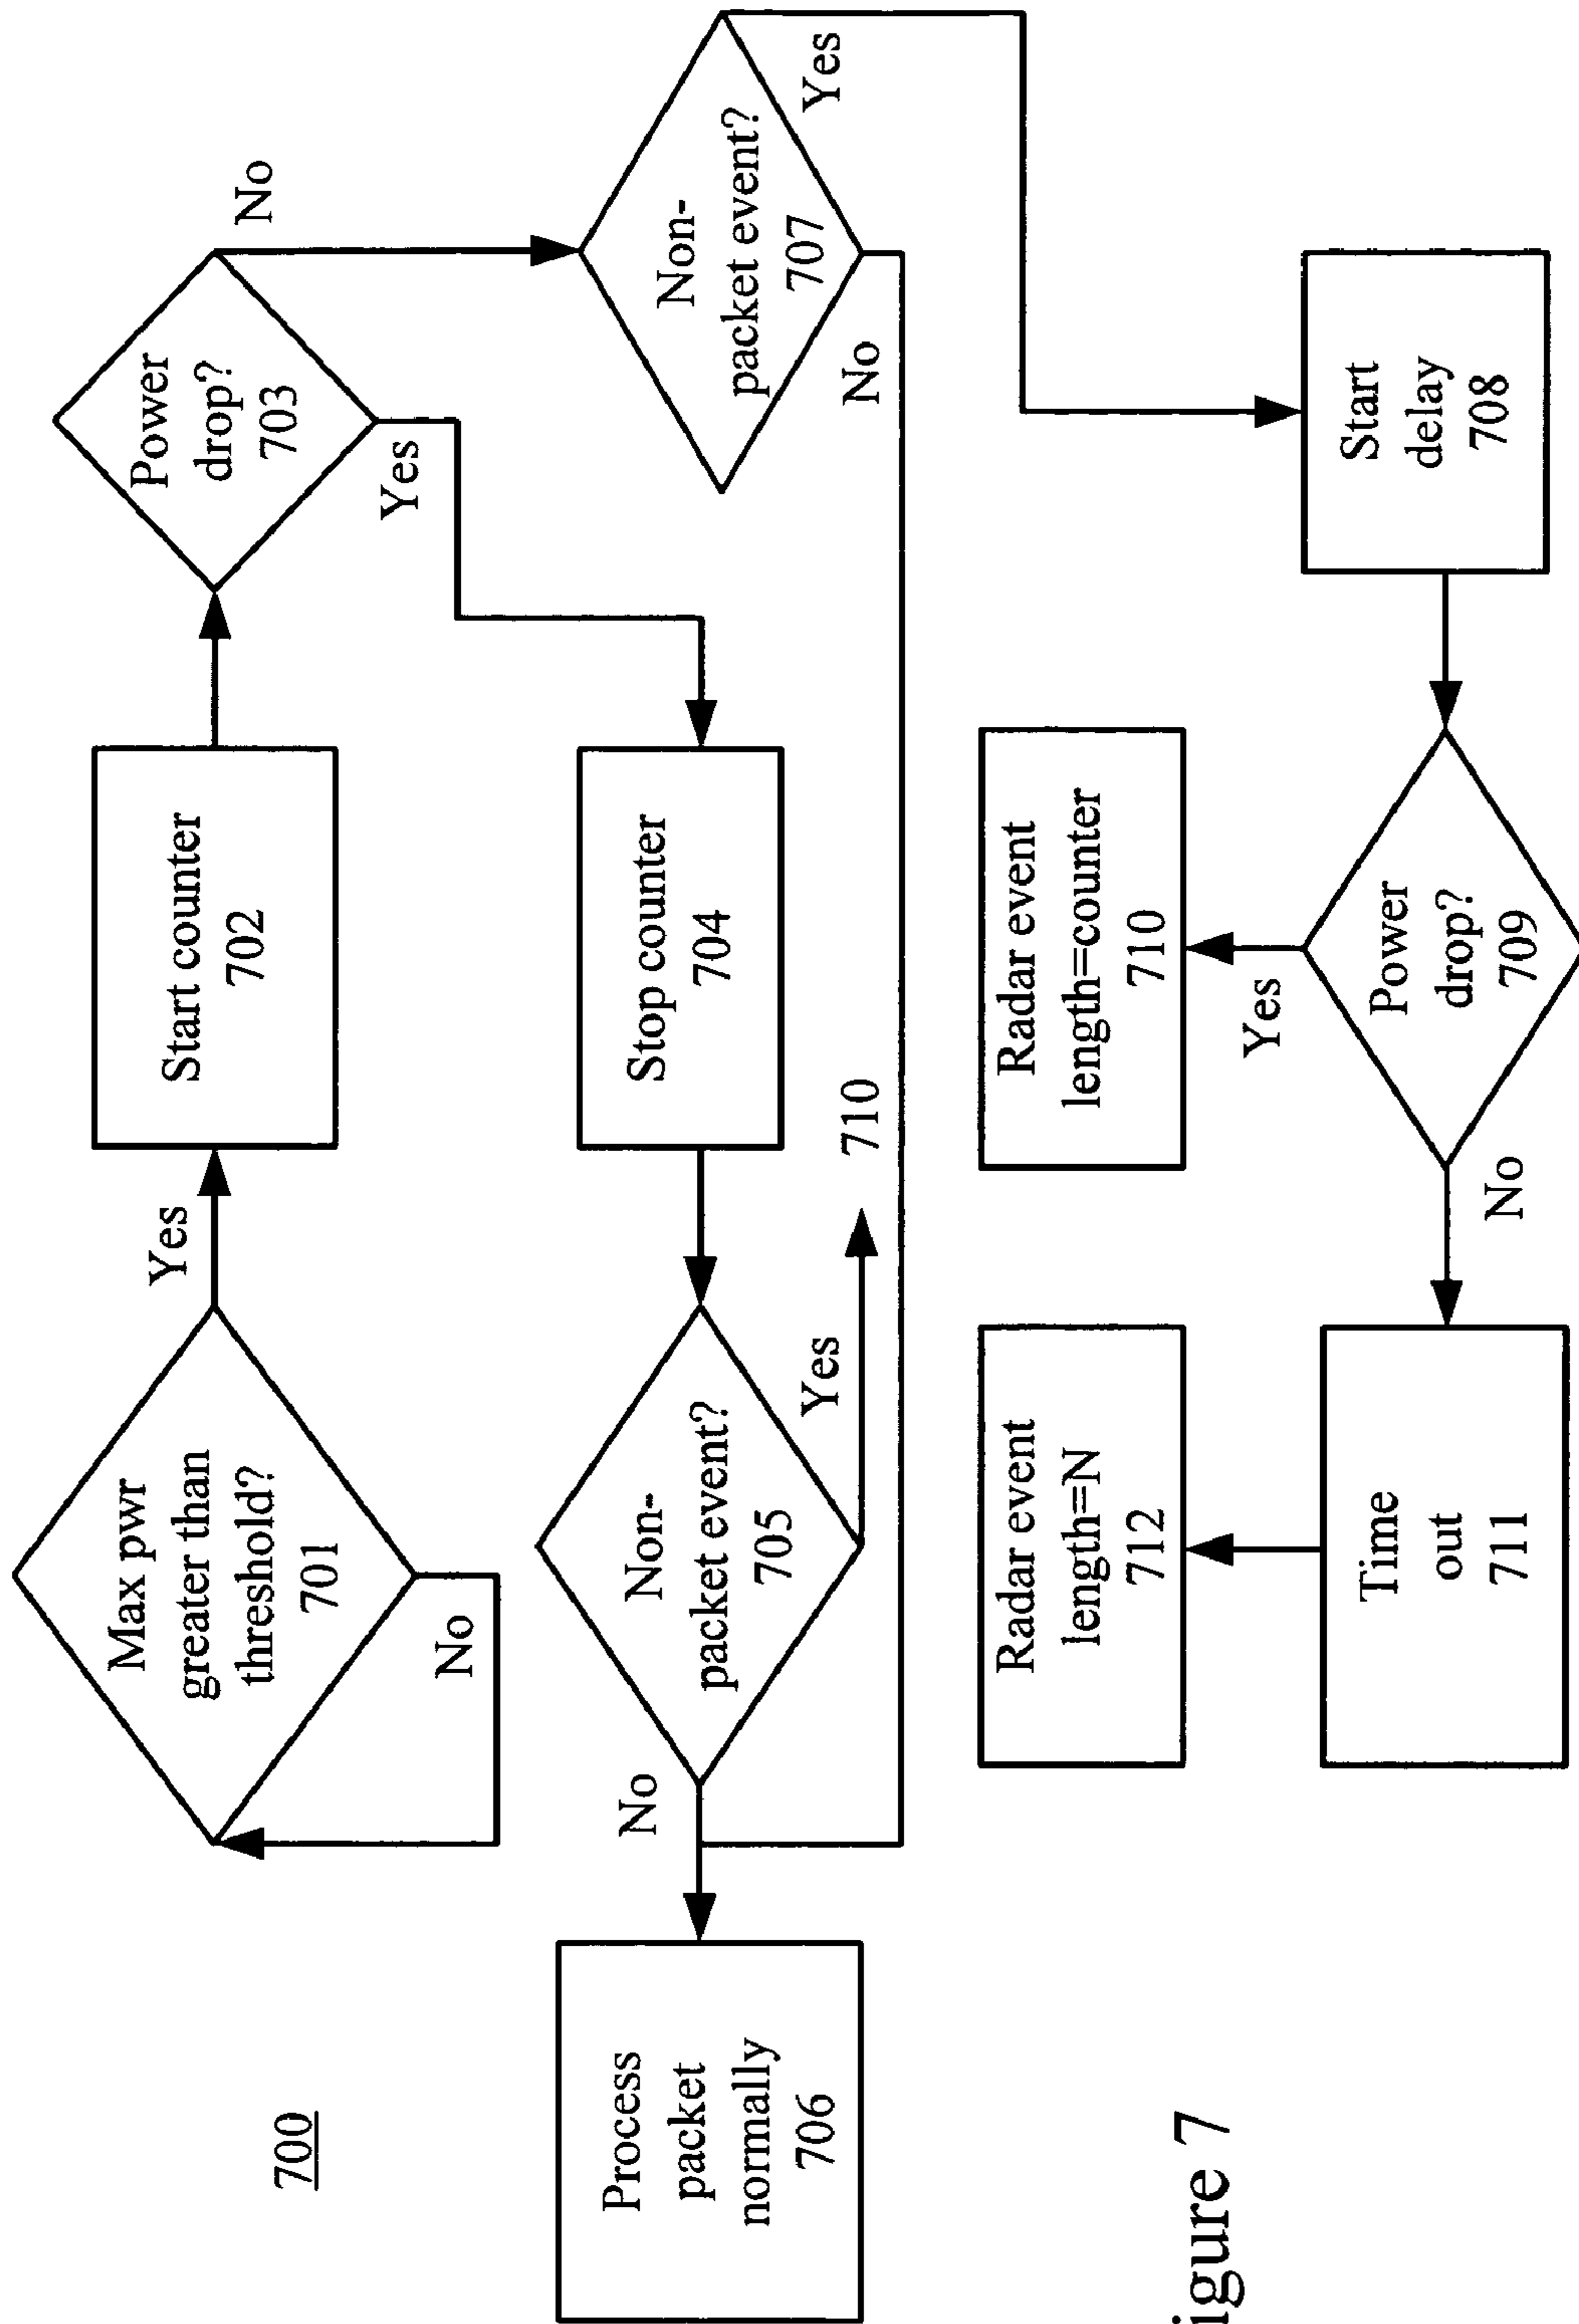 700
Max pwr
greater than
threshold?
701
Yes
No
Start counter
702
Power
drop?
703
No
Yes
Process
packet
normally
706
No
Non-
packet event?
705
Yes
710
Stop counter
704
Non-
packet event?
707
No
Yes
Radar event
length=N
712
Radar event
length=counter
710
Time
out
711
No
Yes
Power
drop?
709
Start
delay
708
igure 7